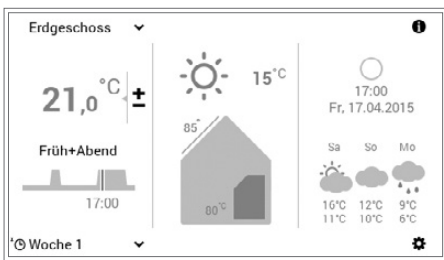 Erdgeschoss
21,0 °C ±
Früh+Abend
17:00
Woche 1
15°C
85°
00°C
17:00
Fr, 17.04.2015
Sa So Mo
16°C 12°C 9°C
11°C 10°C 6°C